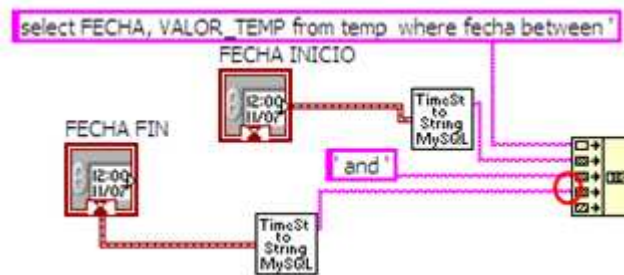 select FECHA, VALOR_TEMP from temp where fecha between '
FECHA INICIO
12:00
11/07
TimeSt
to
String
MySQL
FECHA FIN
12:00
11/07
' and '
TimeSt
to
String
MySQL